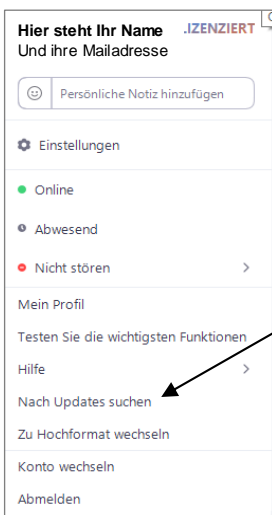 Hier steht Ihr Name .IZENZIERT
Und ihre Mailadresse
Persönliche Notiz hinzufügen
Einstellungen
Online
Abwesend
Nicht stören
Mein Profil
Testen Sie die wichtigsten Funktionen
Hilfe
Nach Updates suchen
Zu Hochformat wechseln
Konto wechseln
Abmelden